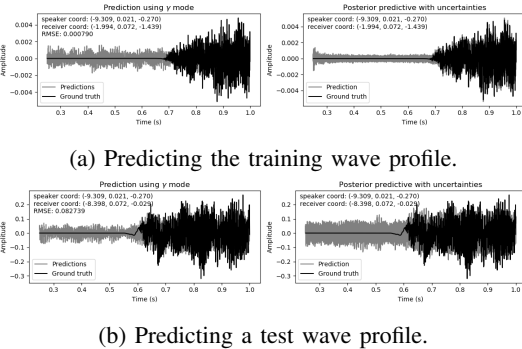 Prediction using γ mode
speaker coord: (-9.309, 0.021, -0.270)
receiver coord: (-1.994, 0.072, -1.439)
RMSE: 0.000790
0.004
0.002
0.000
−0.002
−0.004
Amplitude
Predictions
Ground truth
0.3 0.4 0.5 0.6 0.7 0.8 0.9 1.0
Time (s)
Posterior predictive with uncertainties
speaker coord: (-9.309, 0.021, -0.270)
receiver coord: (-1.994, 0.072, -1.439)
0.004
0.002
0.000
−0.002
−0.004
Amplitude
Predictions
Ground truth
0.3 0.4 0.5 0.6 0.7 0.8 0.9 1.0
Time (s)
(a) Predicting the training wave profile.
Prediction using γ mode
speaker coord: (-9.309, 0.021, -0.270)
receiver coord: (-8.398, 0.072, -0.029)
RMSE: 0.082739
0.2
0.1
0.0
−0.1
−0.2
−0.3
Amplitude
Predictions
Ground truth
0.3 0.4 0.5 0.6 0.7 0.8 0.9 1.0
Time (s)
Posterior predictive with uncertainties
speaker coord: (-9.309, 0.021, -0.270)
receiver coord: (-8.398, 0.072, -0.029)
0.2
0.1
0.0
−0.1
−0.2
−0.3
Amplitude
Predictions
Ground truth
0.3 0.4 0.5 0.6 0.7 0.8 0.9 1.0
Time (s)
(b) Predicting a test wave profile.